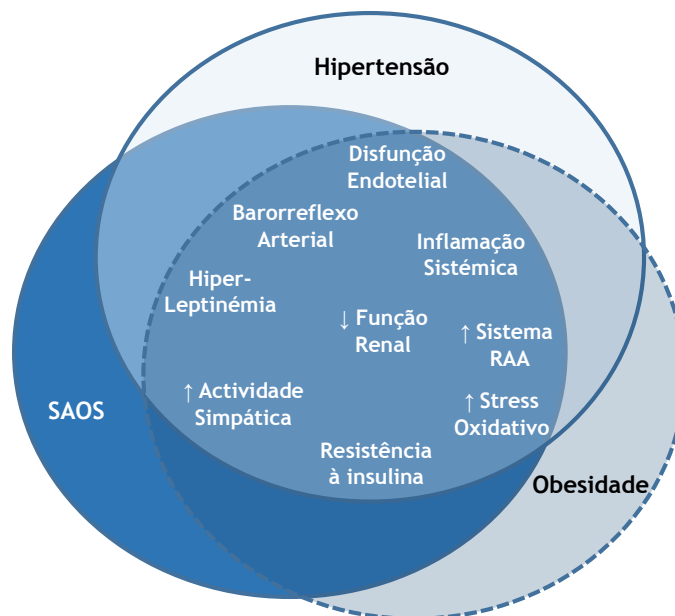 Hipertensão
Disfunção
Endotelial
Barorreflexo
Arterial
Inflamação
Sistémica
Hiper-
Leptinémia
↓ Função
Renal
↑ Sistema
RAA
↑ Actividade
Simpática
↑ Stress
Oxidativo
SAOS
Resistência
à insulina
Obesidade